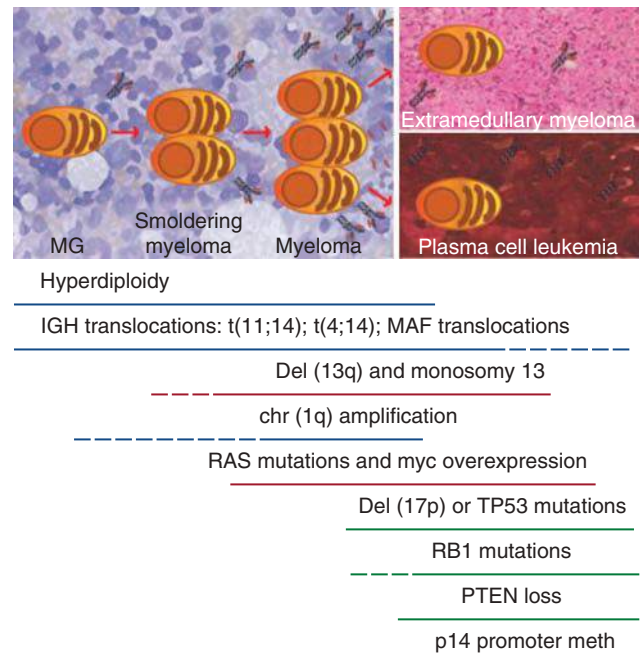 MG
Smoldering
myeloma
Myeloma
Extramedullary myeloma
Plasma cell leukemia
Hyperdiploidy
IGH translocations: t(11;14); t(4;14); MAF translocations
Del (13q) and monosomy 13
chr (1q) amplification
RAS mutations and myc overexpression
Del (17p) or TP53 mutations
RB1 mutations
PTEN loss
p14 promoter meth